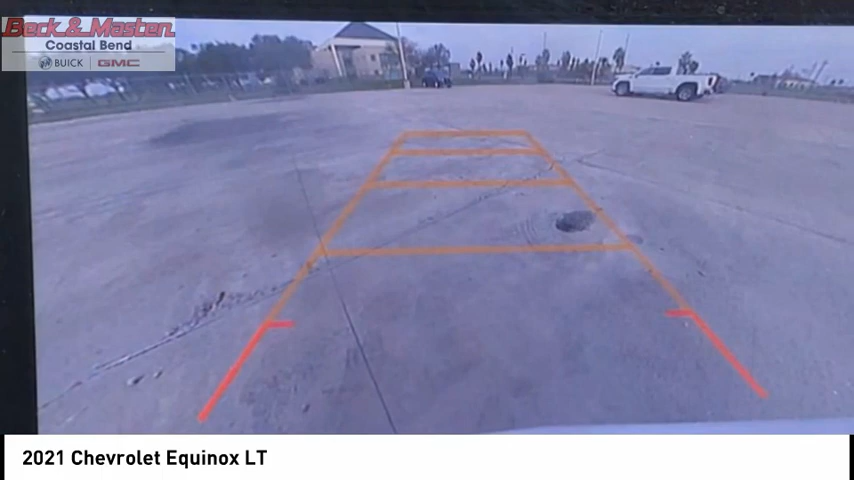 Beck & Masten
Coastal Bend
BUICK | GMC
2021 Chevrolet Equinox LT